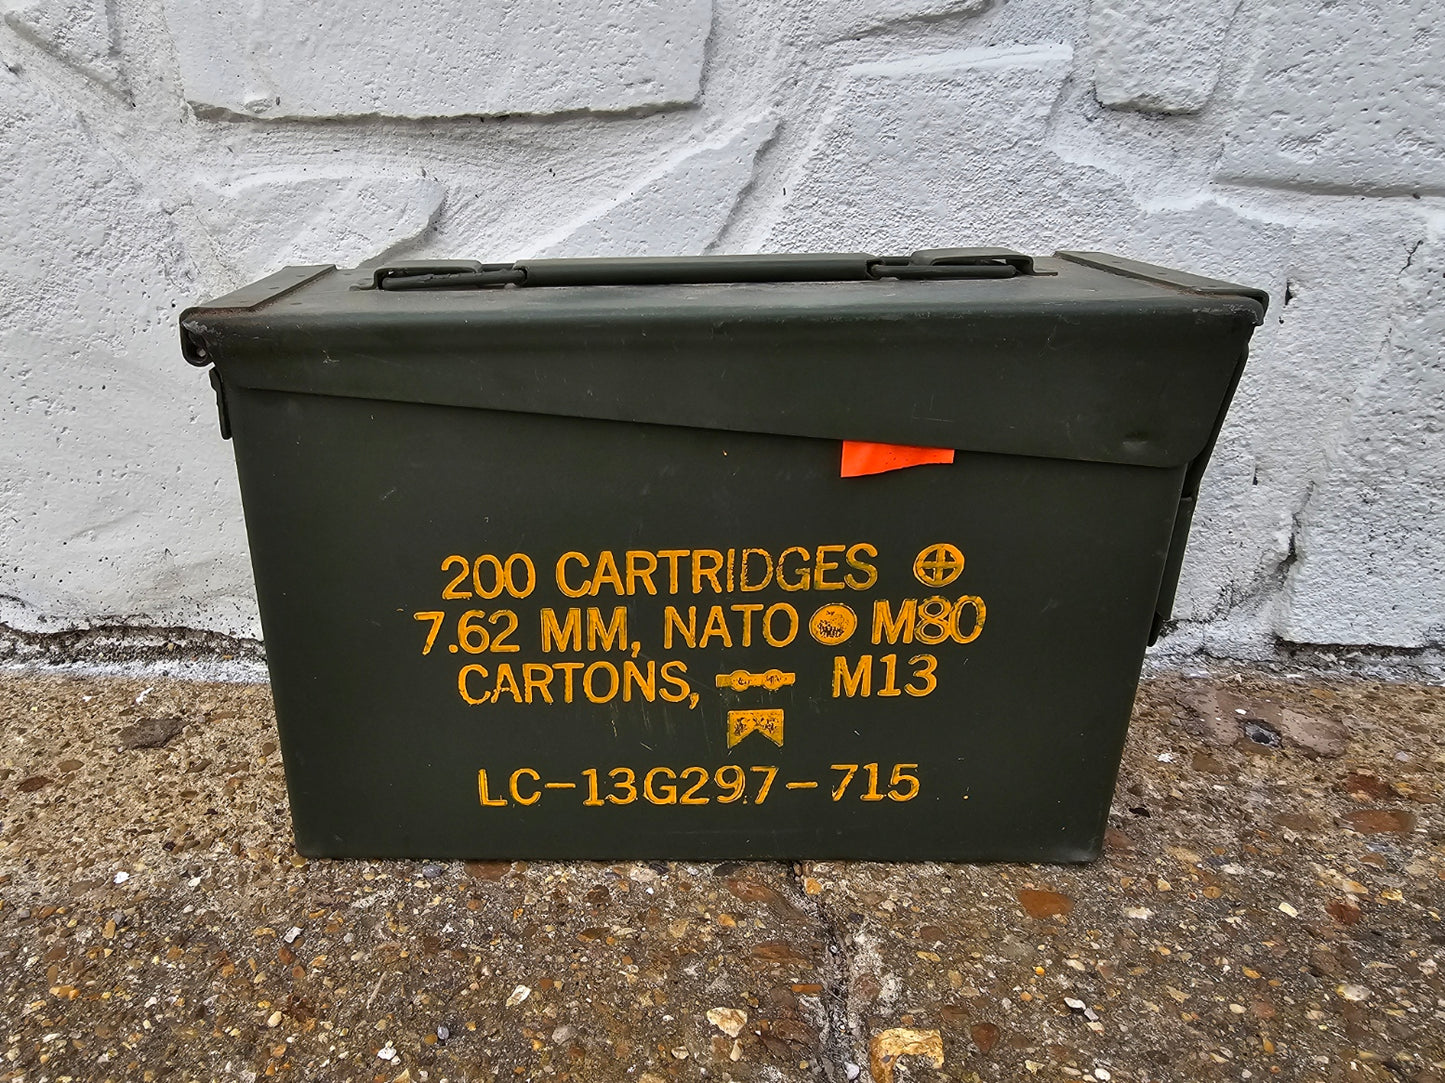 200 CARTRIDGES
7.62 MM, NATO M80
CARTONS, M13
LC-13G297-715